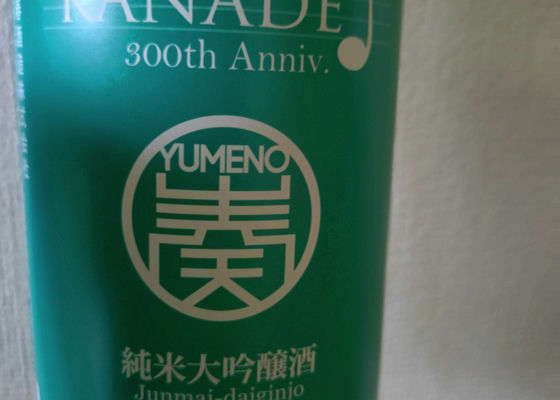 KANADE
300th Anniv.
YUMENO
奏
純米大吟醸酒
Junmai-daiginjo